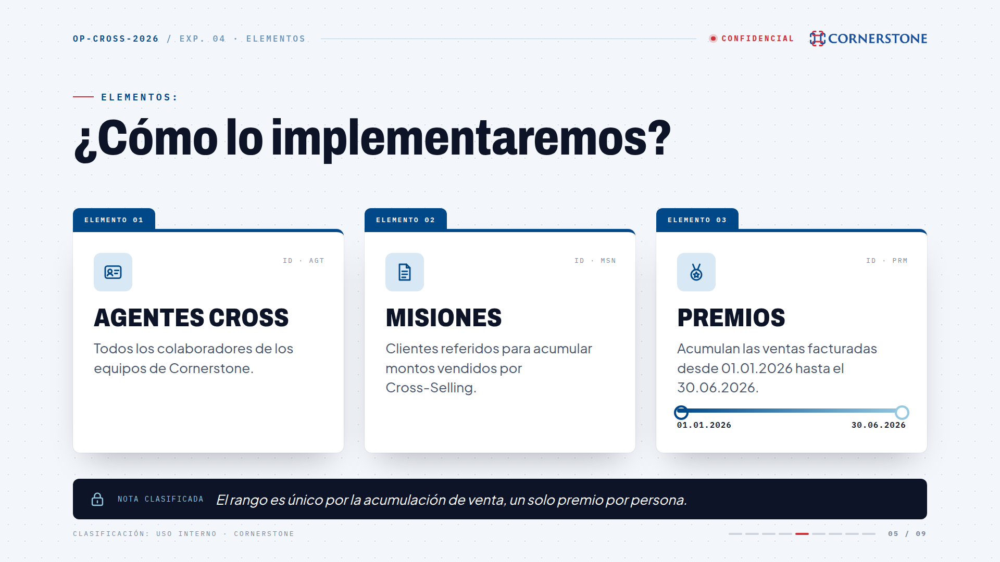 OP-CROSS-2026 / EXP. 04 · ELEMENTOS
CONFIDENCIAL
CORNERSTONE
ELEMENTOS:
¿Cómo lo implementaremos?
ELEMENTO 01
ID · AGT
AGENTES CROSS
Todos los colaboradores de los
equipos de Cornerstone.
ELEMENTO 02
ID · MSN
MISIONES
Clientes referidos para acumular
montos vendidos por
Cross-Selling.
ELEMENTO 03
ID · PRM
PREMIOS
Acumulan las ventas facturadas
desde 01.01.2026 hasta el
30.06.2026.
01.01.2026
30.06.2026
NOTA CLASIFICADA
El rango es único por la acumulación de venta, un solo premio por persona.
CLASIFICACIÓN: USO INTERNO · CORNERSTONE
05 / 09